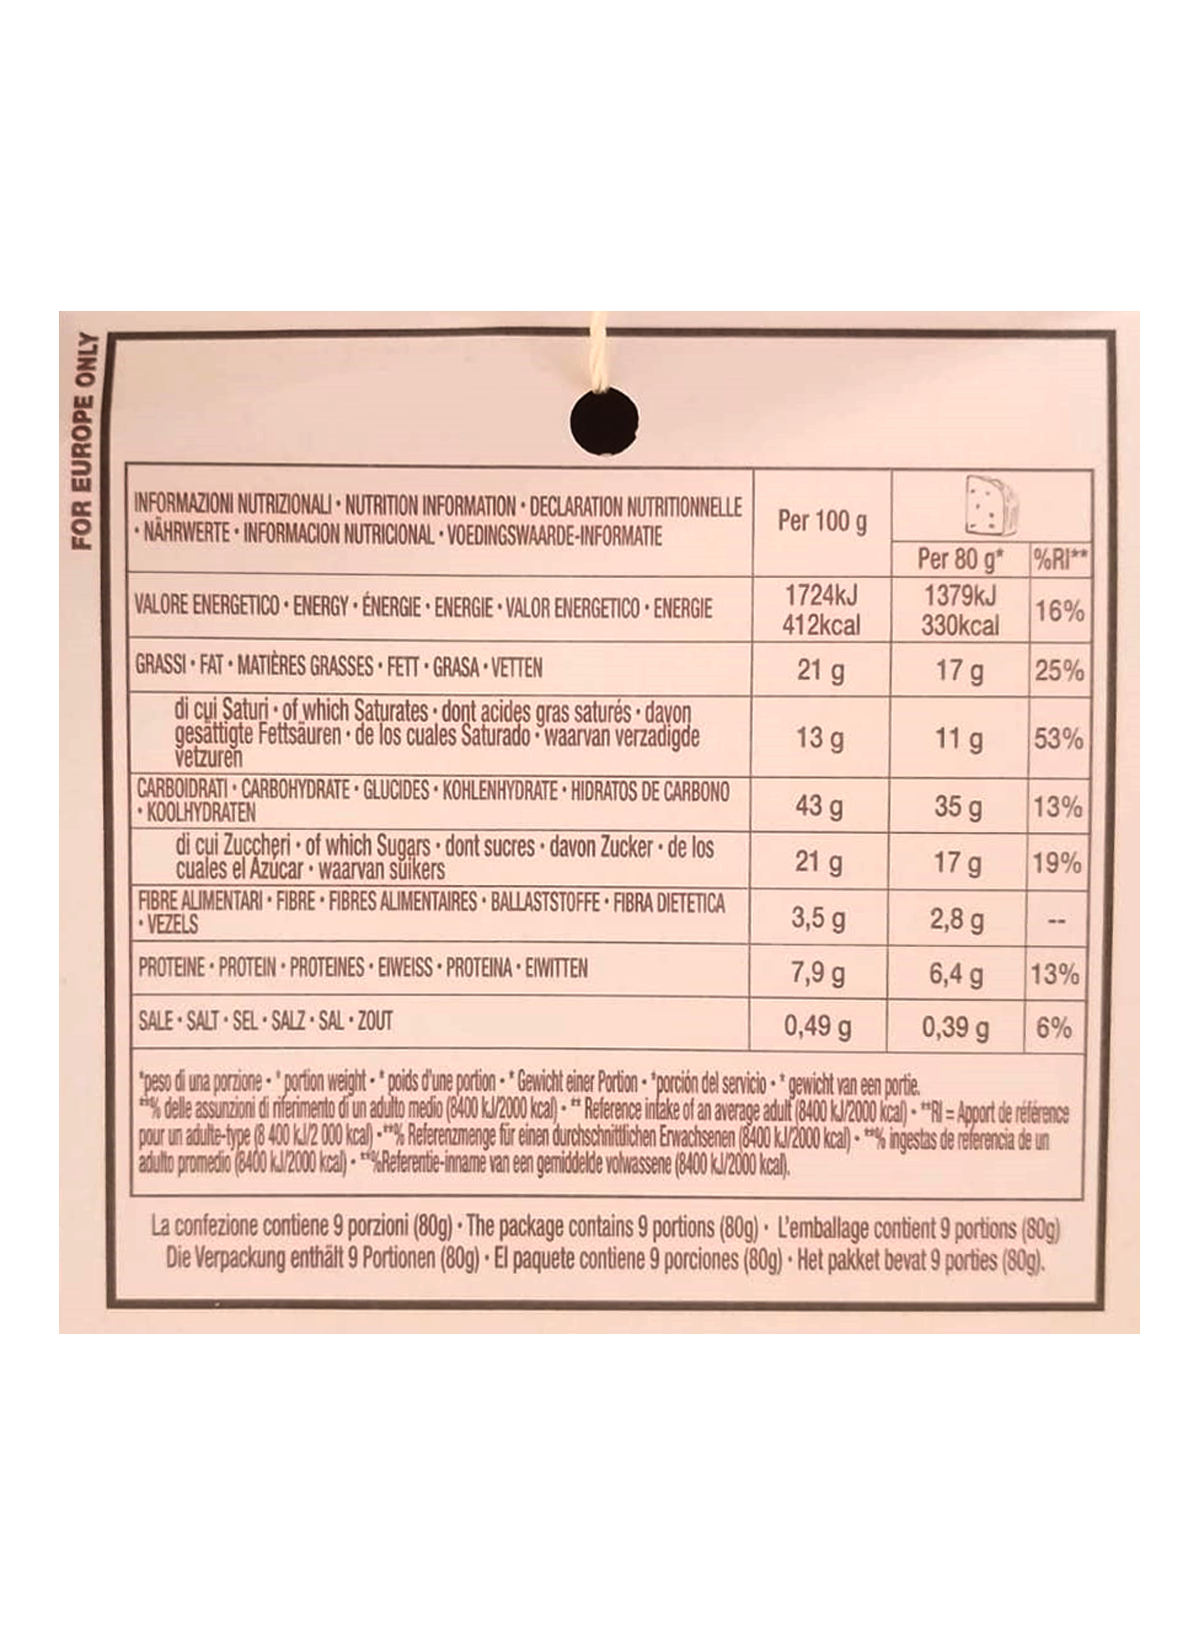 FOR EUROPE ONLY
INFORMAZIONI NUTRIZIONALI • NUTRITION INFORMATION • DECLARATION NUTRITIONNELLE
• NÄHRWERTE • INFORMACION NUTRICIONAL • VOEDINGSWAARDE-INFORMATIE
Per 100 g
Per 80 g* %RI**
VALORE ENERGETICO • ENERGY • ÉNERGIE • ENERGIE • VALOR ENERGETICO • ENERGIE
1724kJ 1379kJ
412kcal 330kcal 16%
GRASSI • FAT • MATIÈRES GRASSES • FETT • GRASA • VETTEN 21 g 17 g 25%
di cui Saturi • of which Saturates • dont acides gras saturés • davon
gesättigte Fettsäuren • de los cuales Saturado • waarvan verzadigde
vetzuren
13 g 11 g 53%
CARBOIDRATI • CARBOHYDRATE • GLUCIDES • KOHLENHYDRATE • HIDRATOS DE CARBONO
• KOOLHYDRATEN
43 g 35 g 13%
di cui Zuccheri • of which Sugars • dont sucres • davon Zucker • de los
cuales el Azúcar • waarvan suikers
21 g 17 g 19%
FIBRE ALIMENTARI • FIBRE • FIBRES ALIMENTAIRES • BALLASTSTOFFE • FIBRA DIETETICA
• VEZELS
3,5 g 2,8 g --
PROTEINE • PROTEIN • PROTEINES • EIWEISS • PROTEINA • EIWITTEN 7,9 g 6,4 g 13%
SALE • SALT • SEL • SALZ • SAL • ZOUT 0,49 g 0,39 g 6%
*peso di una porzione • * portion weight • * poids d'une portion • * Gewicht einer Portion • *porción del servicio • * gewicht van een portie.
**% delle assunzioni di riferimento di un adulto medio (8400 kJ/2000 kcal) • ** Reference intake of an average adult (8400 kJ/2000 kcal) • **RI = Apport de référence
pour un adulte-type (8 400 kJ/2 000 kcal) • **% Referenzmenge für einen durchschnittlichen Erwachsenen (8400 kJ/2000 kcal) • **% ingestas de referencia de un
adulto promedio (8400 kJ/2000 kcal) • **%Referentie-inname van een gemiddelde volwassene (8400 kJ/2000 kcal).
La confezione contiene 9 porzioni (80g) • The package contains 9 portions (80g) • L'emballage contient 9 portions (80g)
Die Verpackung enthält 9 Portionen (80g) • El paquete contiene 9 porciones (80g) • Het pakket bevat 9 porties (80g).